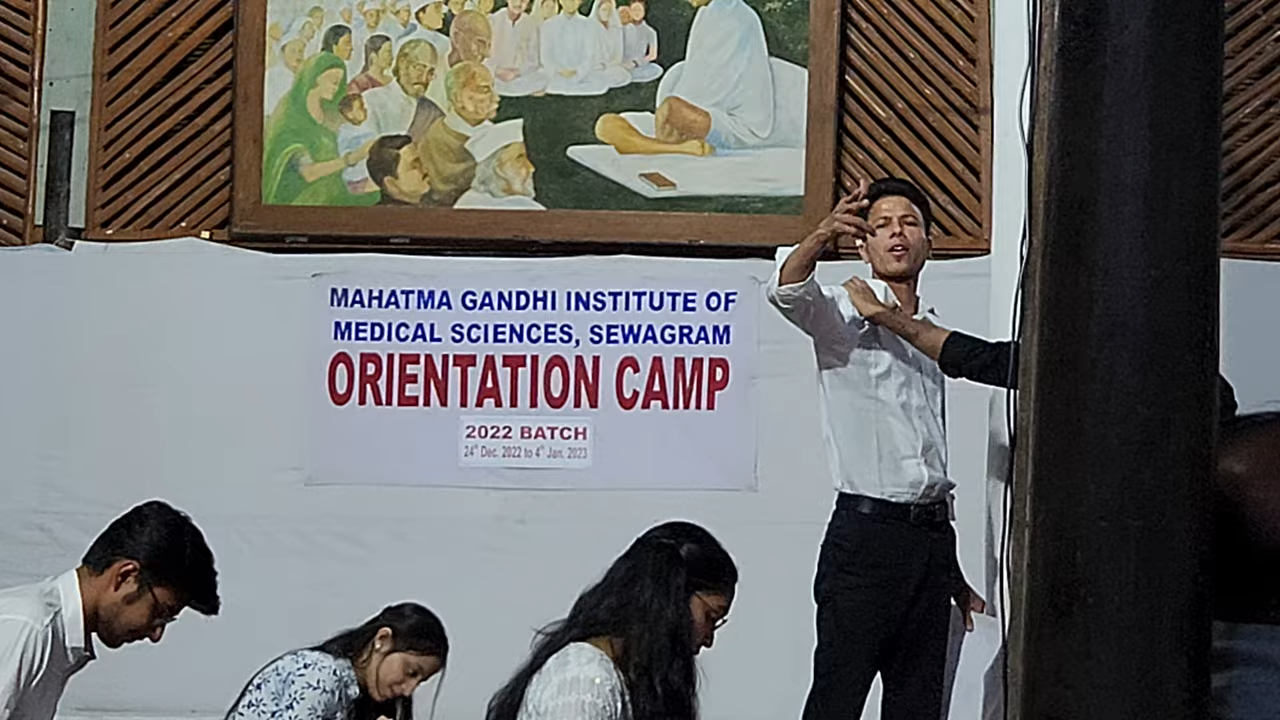 MAHATMA GANDHI INSTITUTE OF
MEDICAL SCIENCES, SEWAGRAM
ORIENTATION CAMP
2022 BATCH
24th Dec. 2022 to 4th Jan. 2023